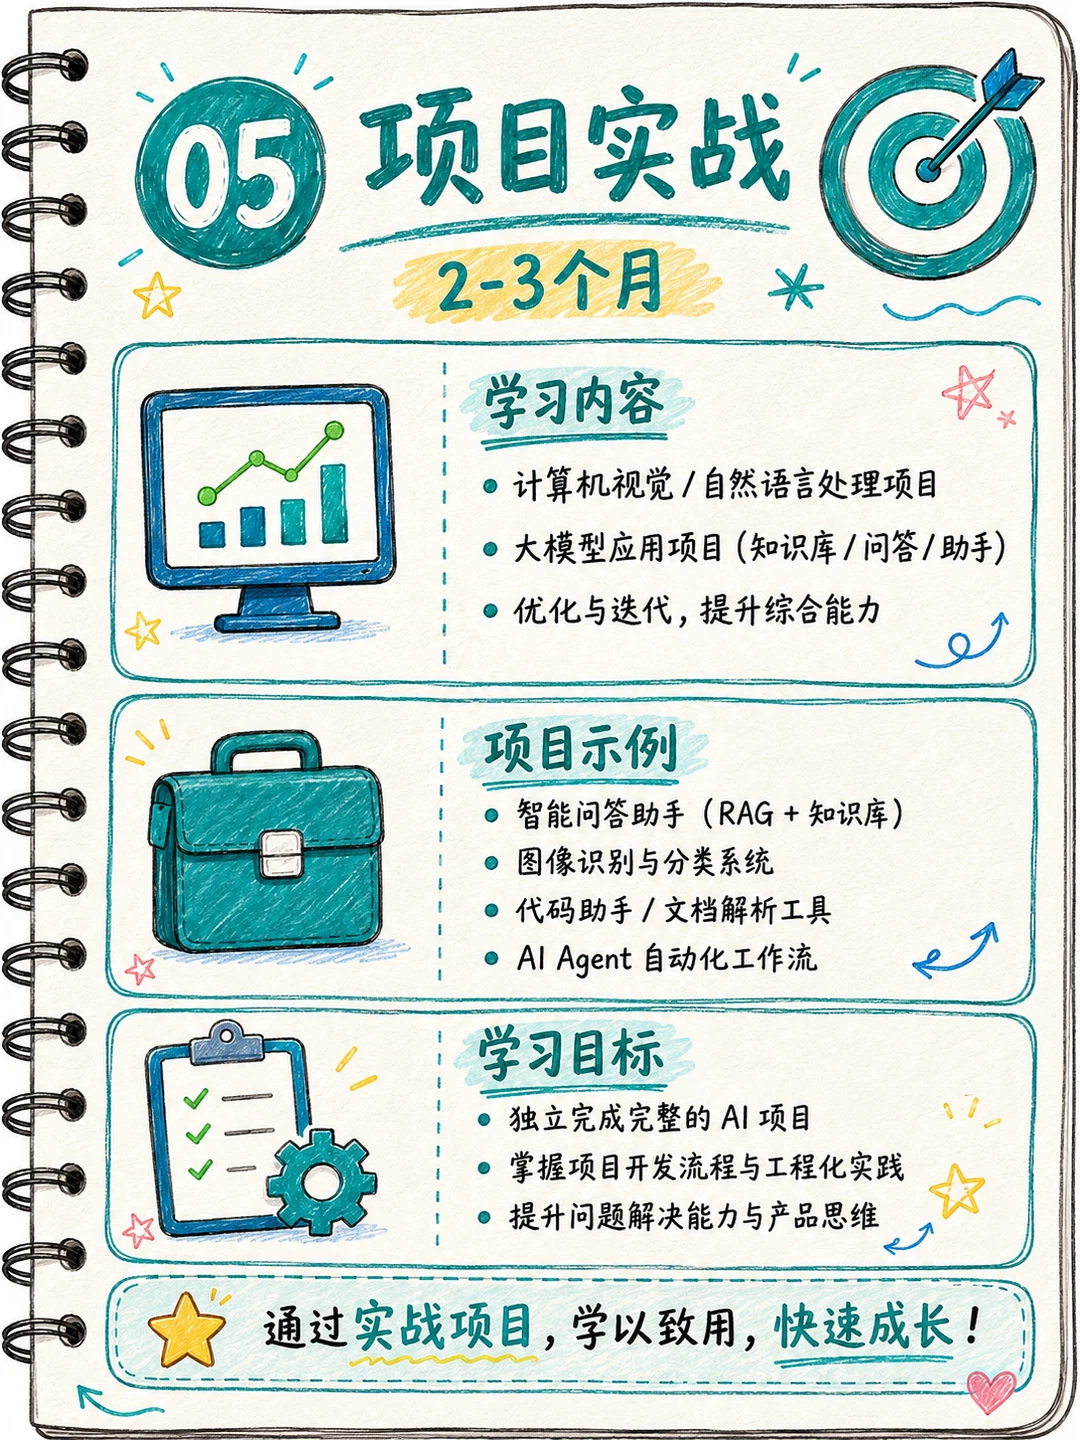 05 项目实战
2-3个月
学习内容
• 计算机视觉 / 自然语言处理项目
• 大模型应用项目（知识库 / 问答 / 助手）
• 优化与迭代，提升综合能力
项目示例
• 智能问答助手（RAG + 知识库）
• 图像识别与分类系统
• 代码助手 / 文档解析工具
• AI Agent 自动化工作流
学习目标
• 独立完成完整的 AI 项目
• 掌握项目开发流程与工程化实践
• 提升问题解决能力与产品思维
通过实战项目，学以致用，快速成长！